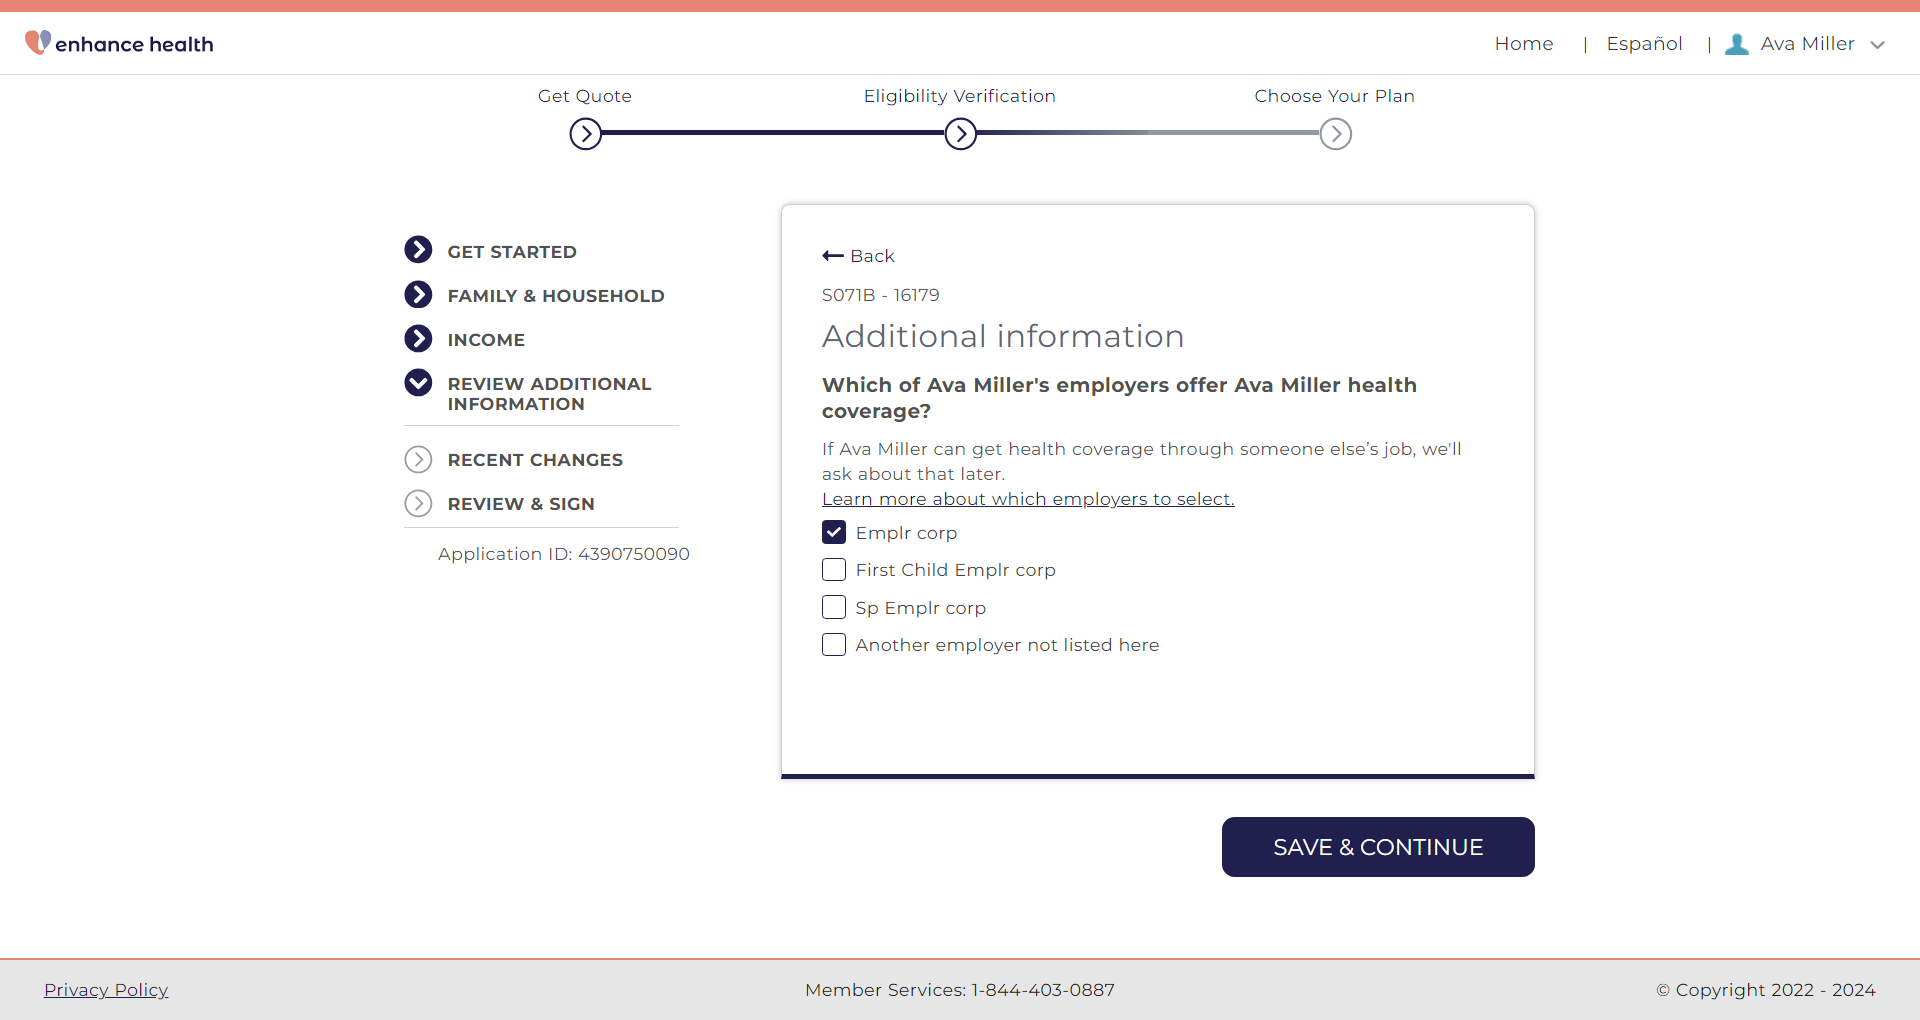 enhance health
Home | Español | Ava Miller
Get Quote
Eligibility Verification
Choose Your Plan
GET STARTED
FAMILY & HOUSEHOLD
INCOME
REVIEW ADDITIONAL
INFORMATION
RECENT CHANGES
REVIEW & SIGN
Application ID: 4390750090
Back
S071B - 16179
Additional information
Which of Ava Miller's employers offer Ava Miller health
coverage?
If Ava Miller can get health coverage through someone else’s job, we'll
ask about that later.
Learn more about which employers to select.
Emplr corp
First Child Emplr corp
Sp Emplr corp
Another employer not listed here
SAVE & CONTINUE
Privacy Policy
Member Services: 1-844-403-0887
© Copyright 2022 - 2024